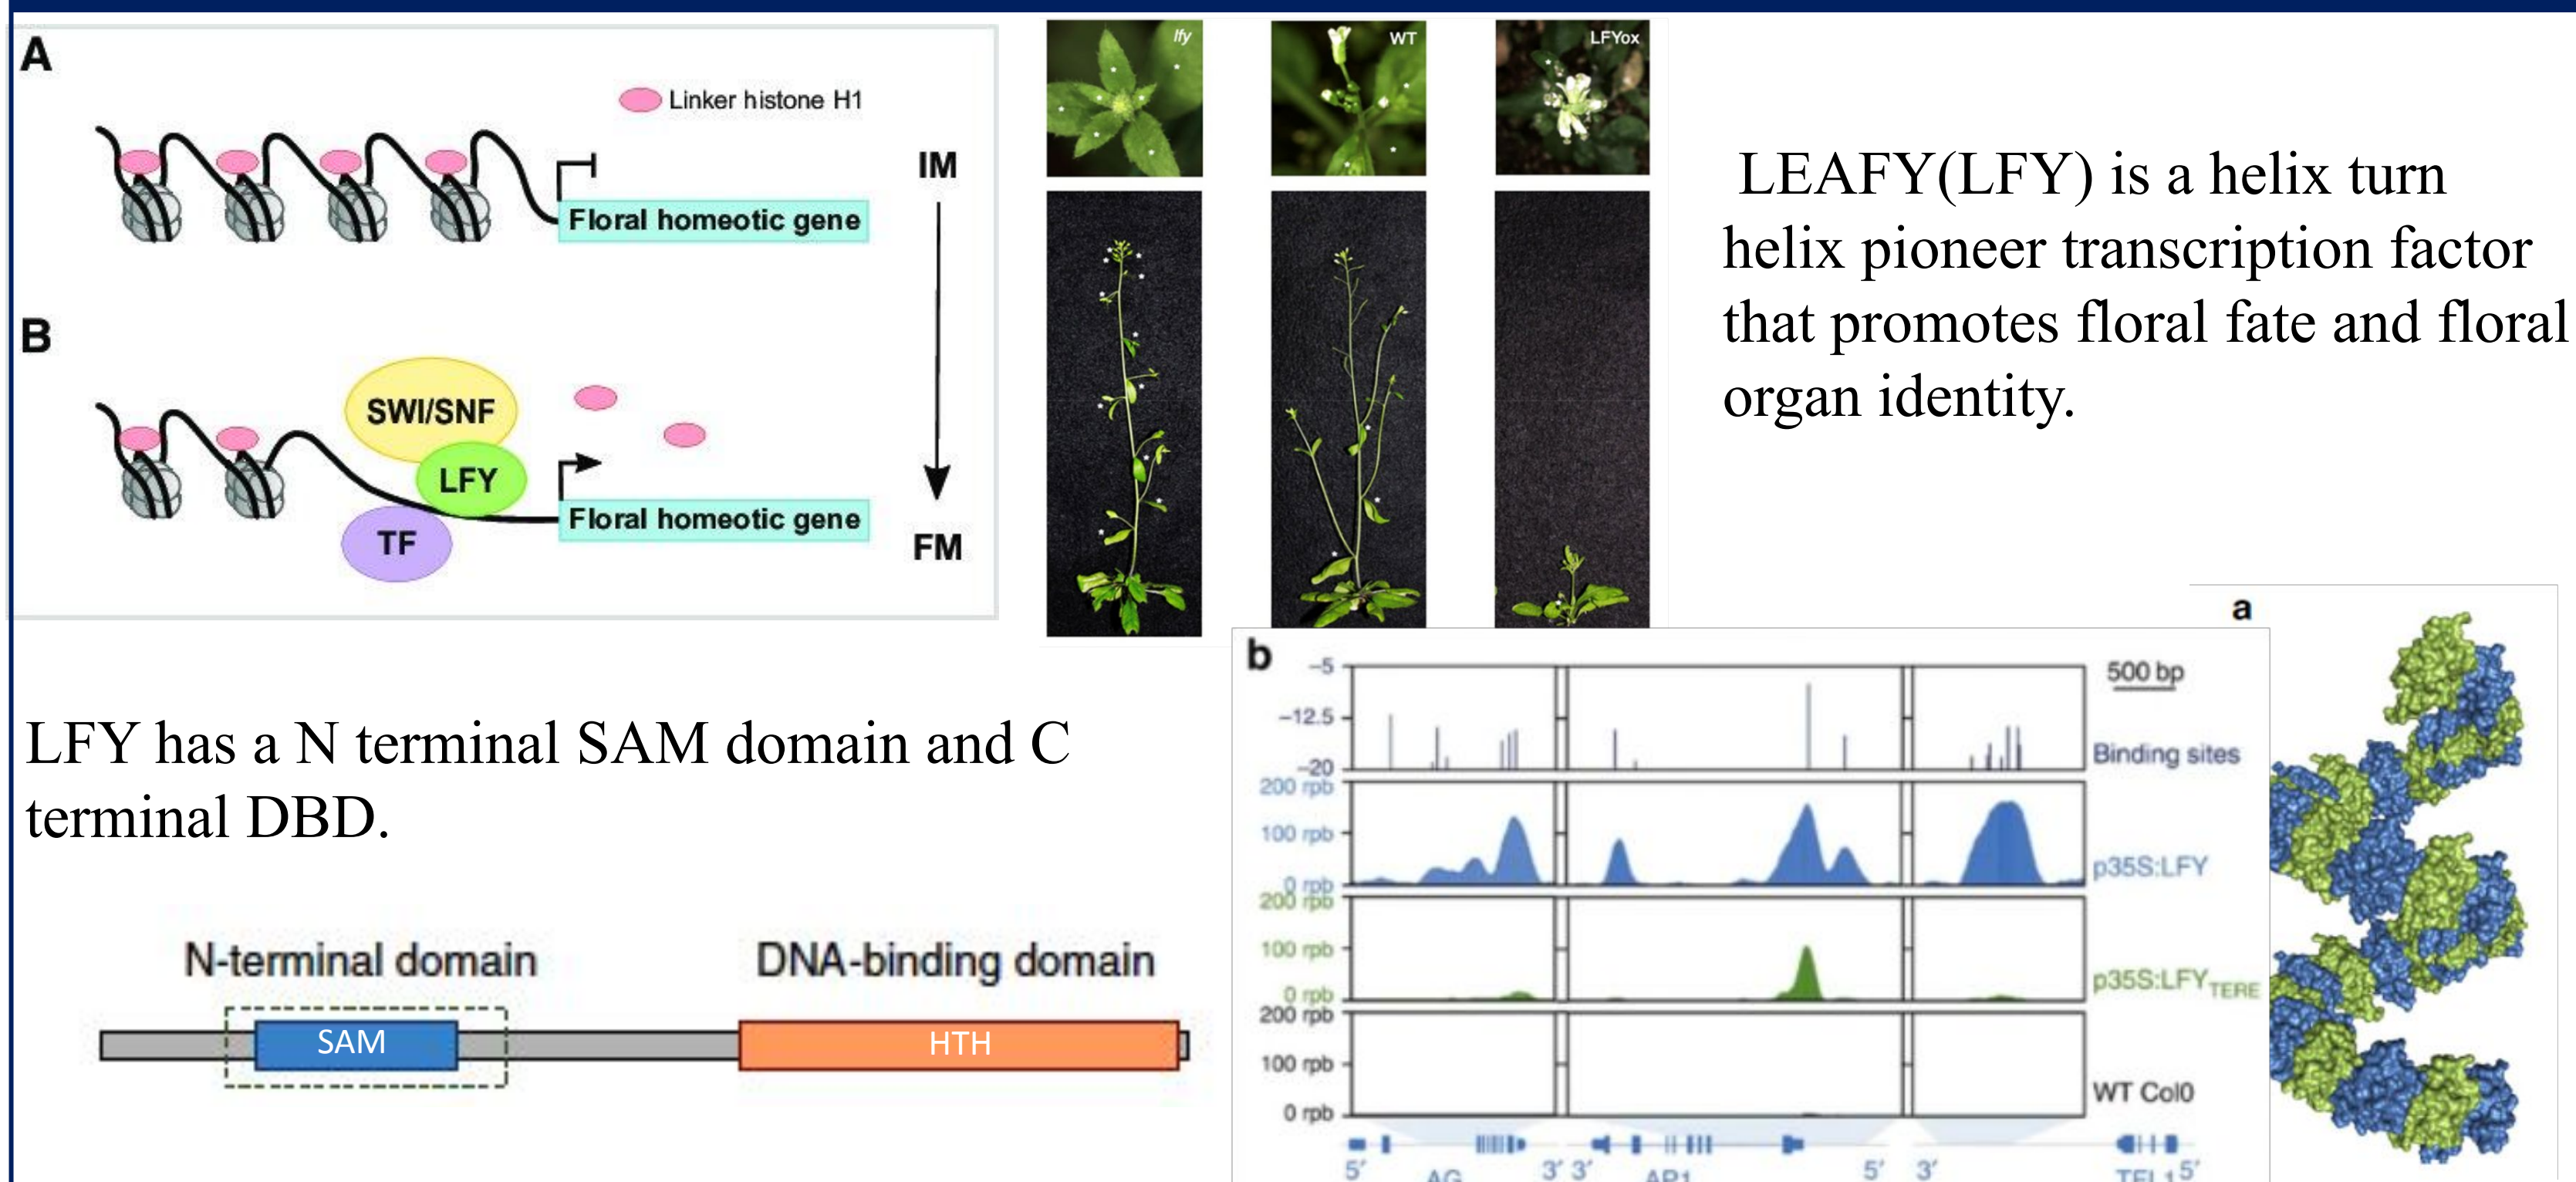 A
Linker histone H1
Floral homeotic gene
IM
B
SWI/SNF
LFY
TF
Floral homeotic gene
FM
lfy
WT
LFYox
LEAFY(LFY) is a helix turn
helix pioneer transcription factor
that promotes floral fate and floral
organ identity.
LFY has a N terminal SAM domain and C
terminal DBD.
N-terminal domain
DNA-binding domain
SAM
HTH
b
-5
-12.5
-20
500 bp
Binding sites
200 rpb
100 rpb
0 rpb
p35S:LFY
200 rpb
100 rpb
0 rpb
p35S:LFYTERE
200 rpb
100 rpb
0 rpb
WT Col0
5′ AG 3′
3′ AP1 5′
3′ TFL1 5′
a